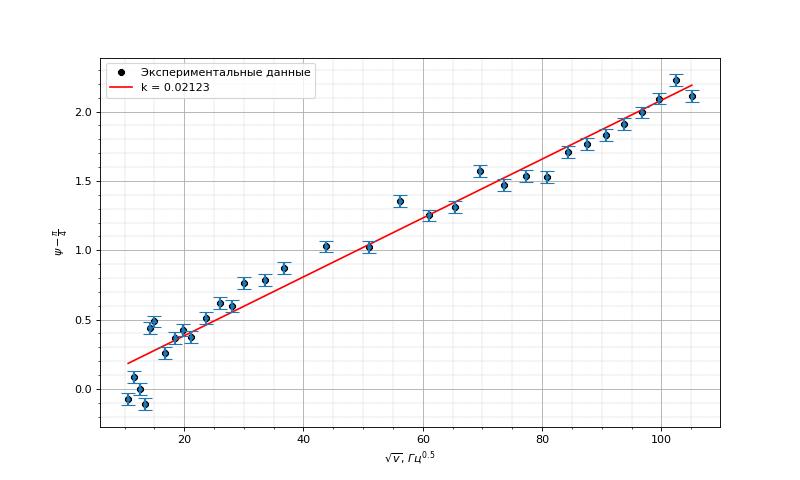 Экспериментальные данные
k = 0.02123
2.0
1.5
1.0
0.5
0.0
ψ − π/4
20 40 60 80 100
√ν, Гц^0.5